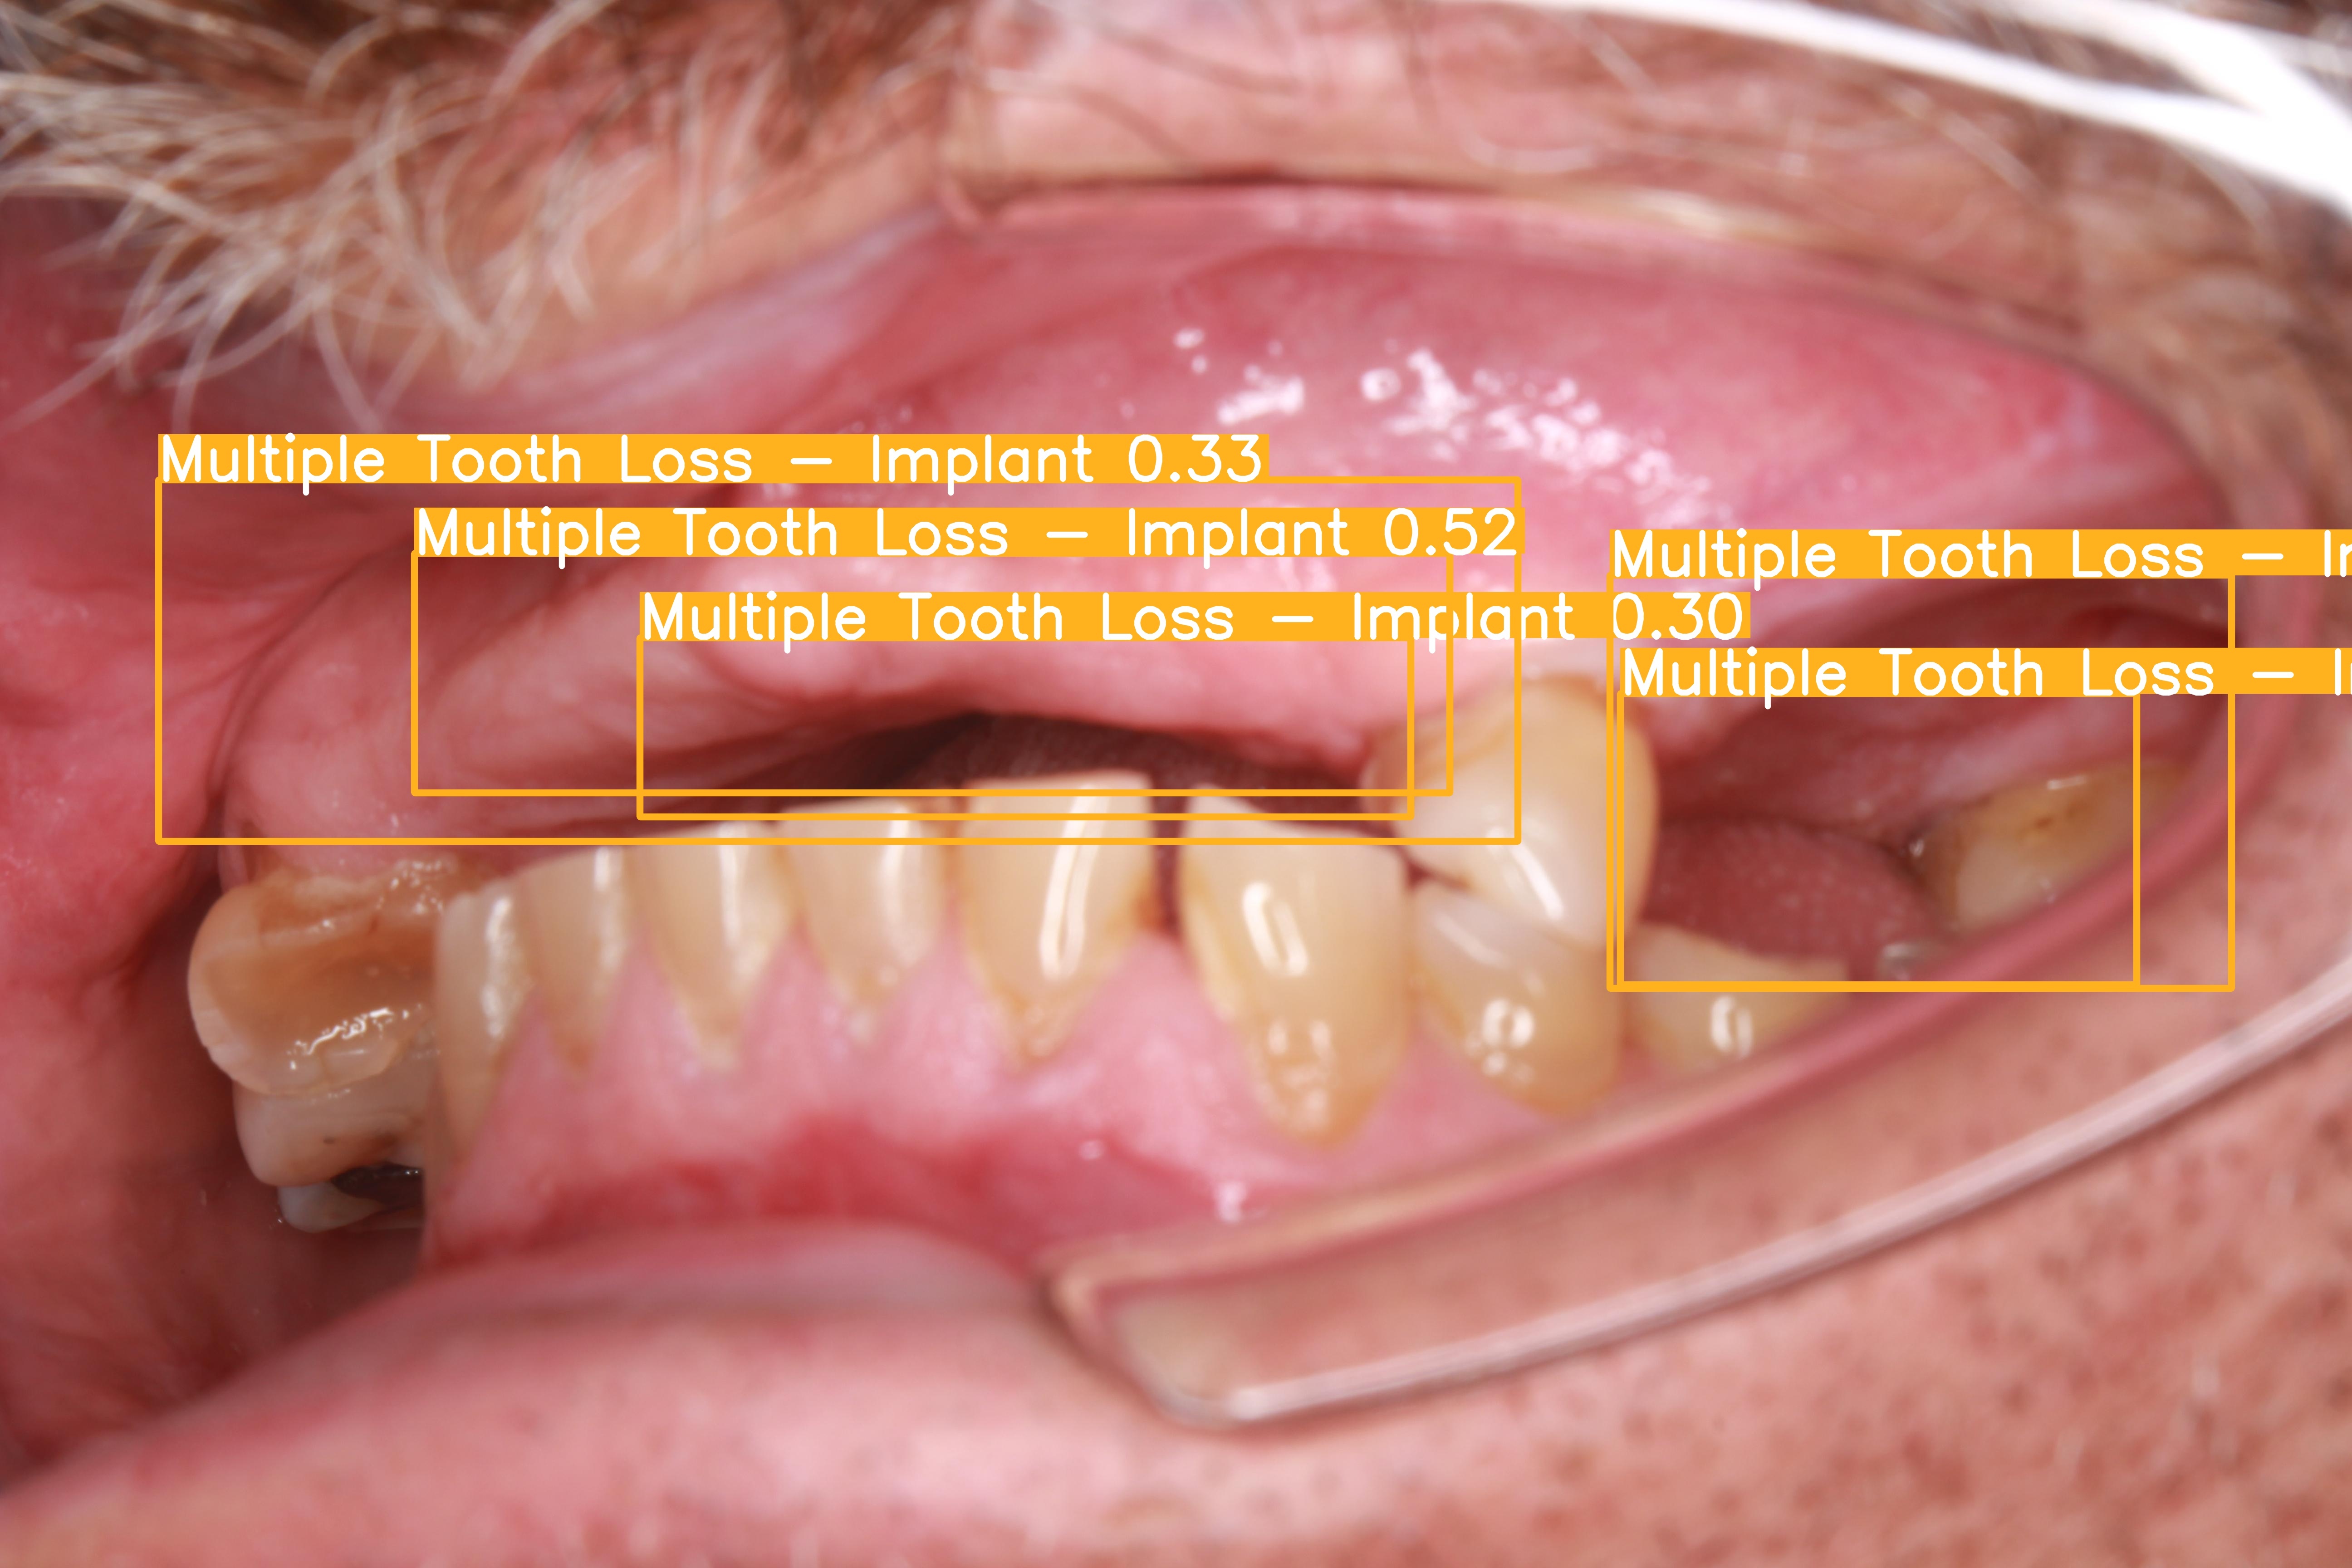 Multiple Tooth Loss - Implant 0.33
Multiple Tooth Loss - Implant 0.52
Multiple Tooth Loss - I
Multiple Tooth Loss - Implant 0.30
Multiple Tooth Loss - I